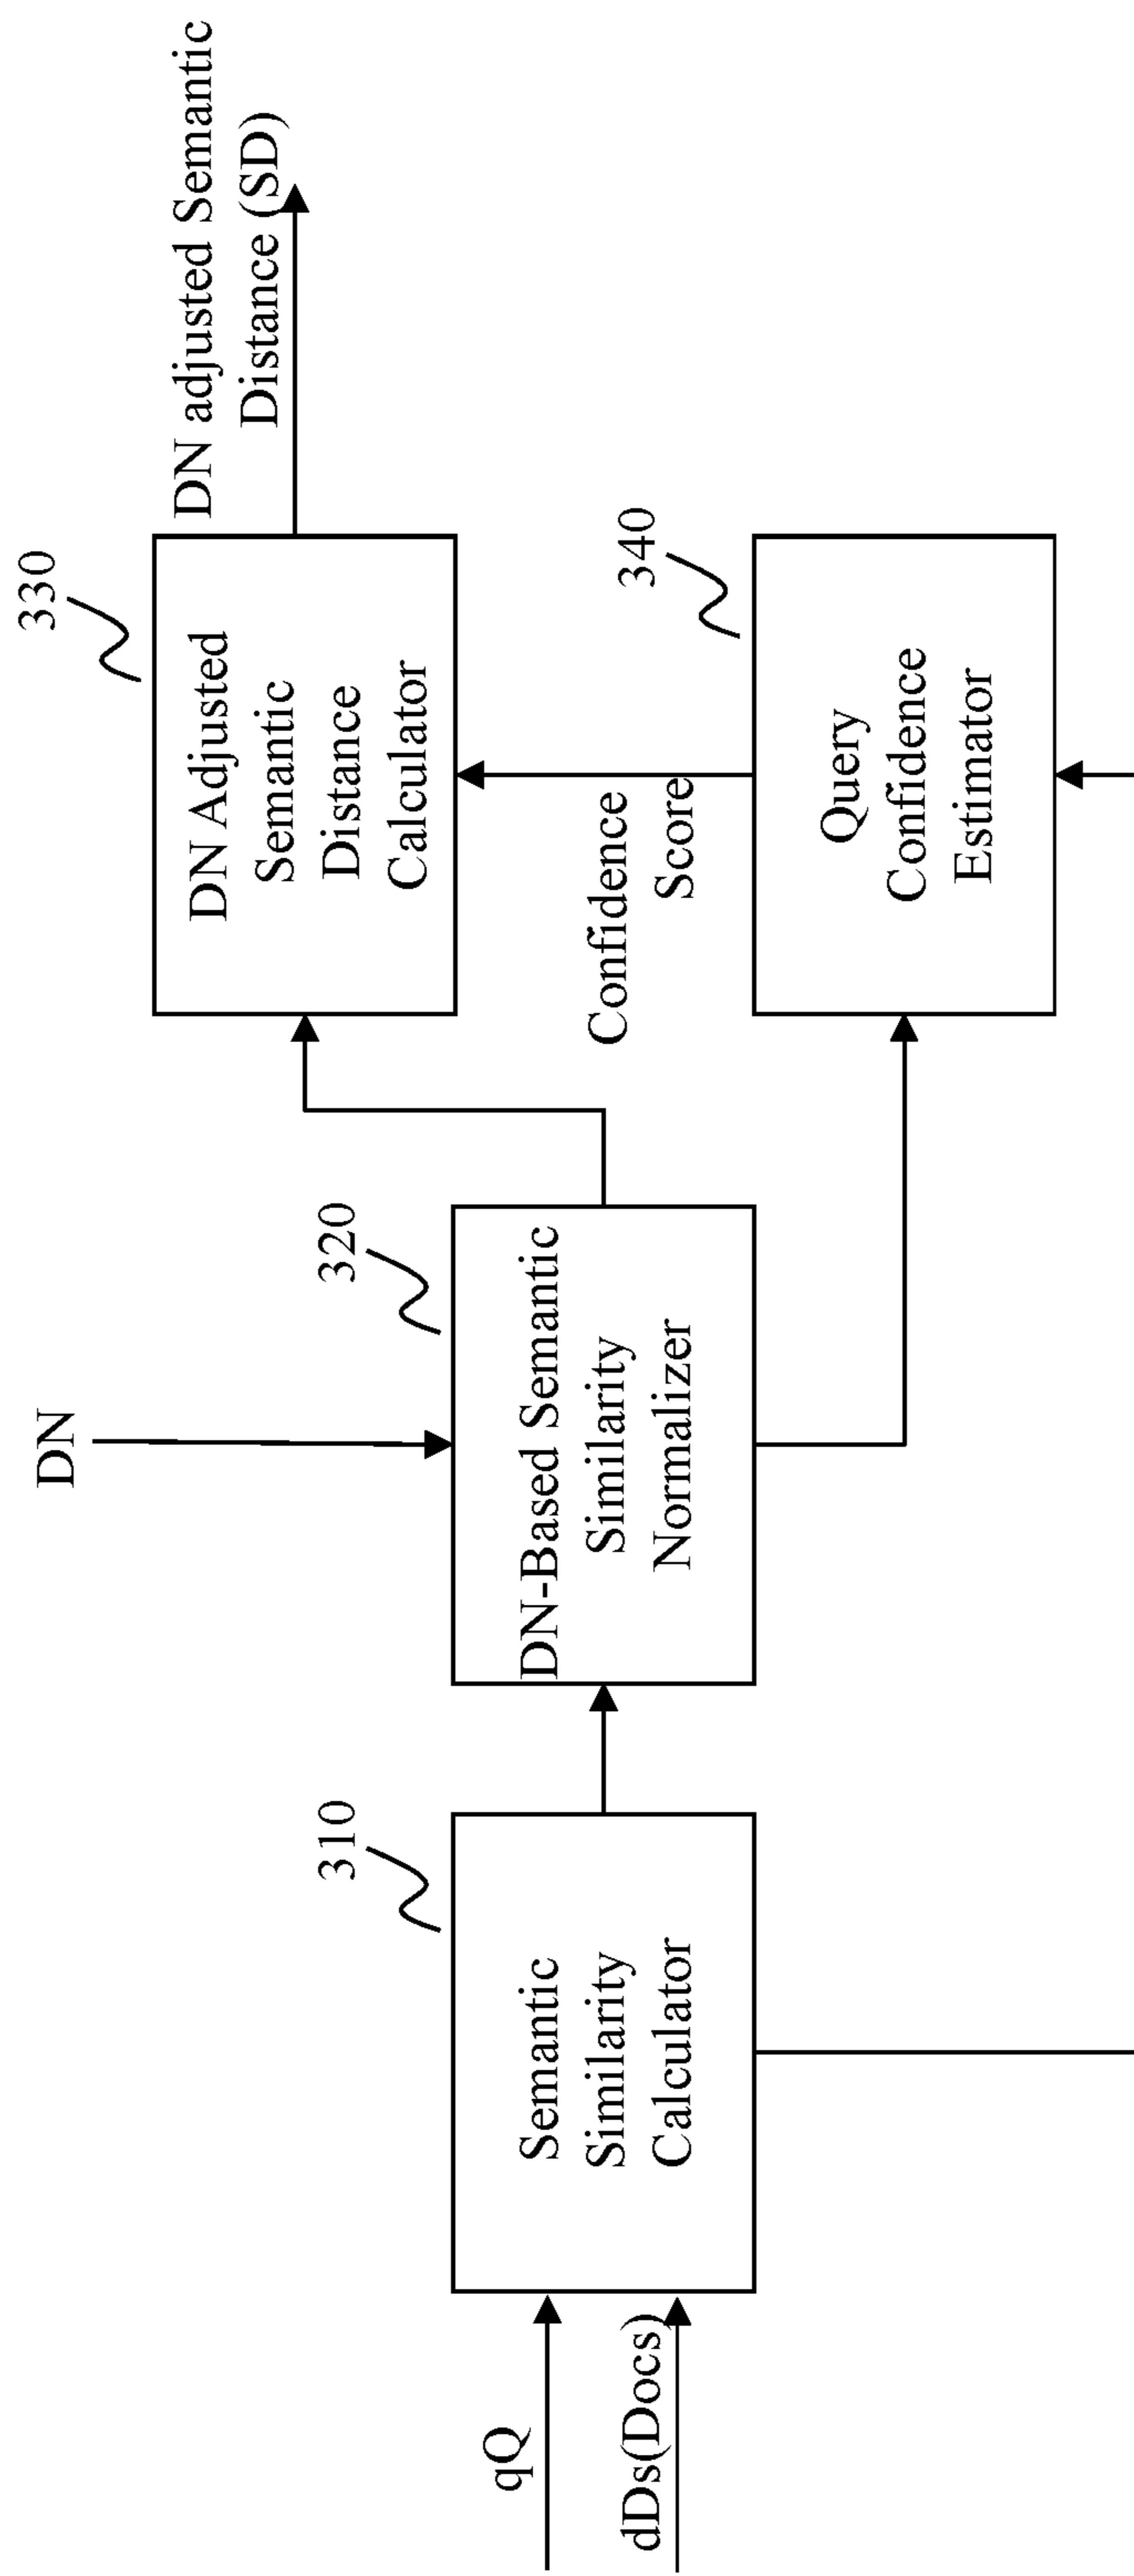 DN adjusted Semantic
Distance (SD)
330
DN Adjusted
Semantic
Distance
Calculator
340
Confidence
Score
Query
Confidence
Estimator
DN
320
DN-Based Semantic
Similarity
Normalizer
310
Semantic
Similarity
Calculator
qQ
dDs(Docs)